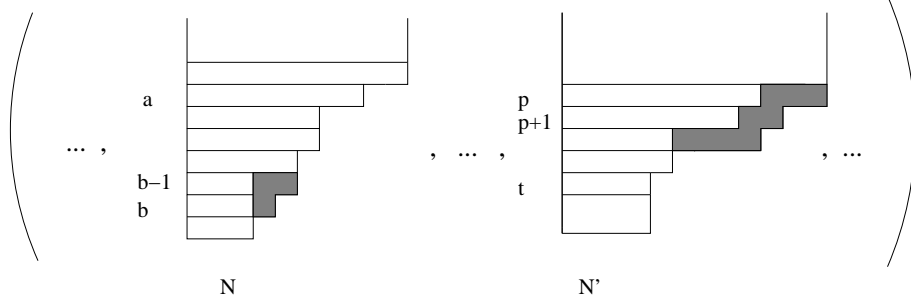 a
p
p+1
... ,
, ... ,
, ...
b−1
t
b
N
N'